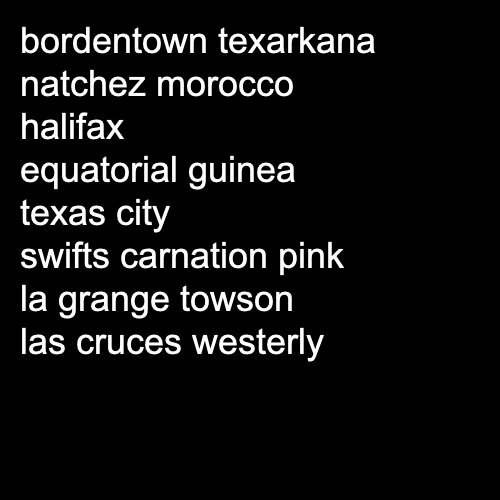 bordentown texarkana
natchez morocco
halifax
equatorial guinea
texas city
swifts carnation pink
la grange towson
las cruces westerly